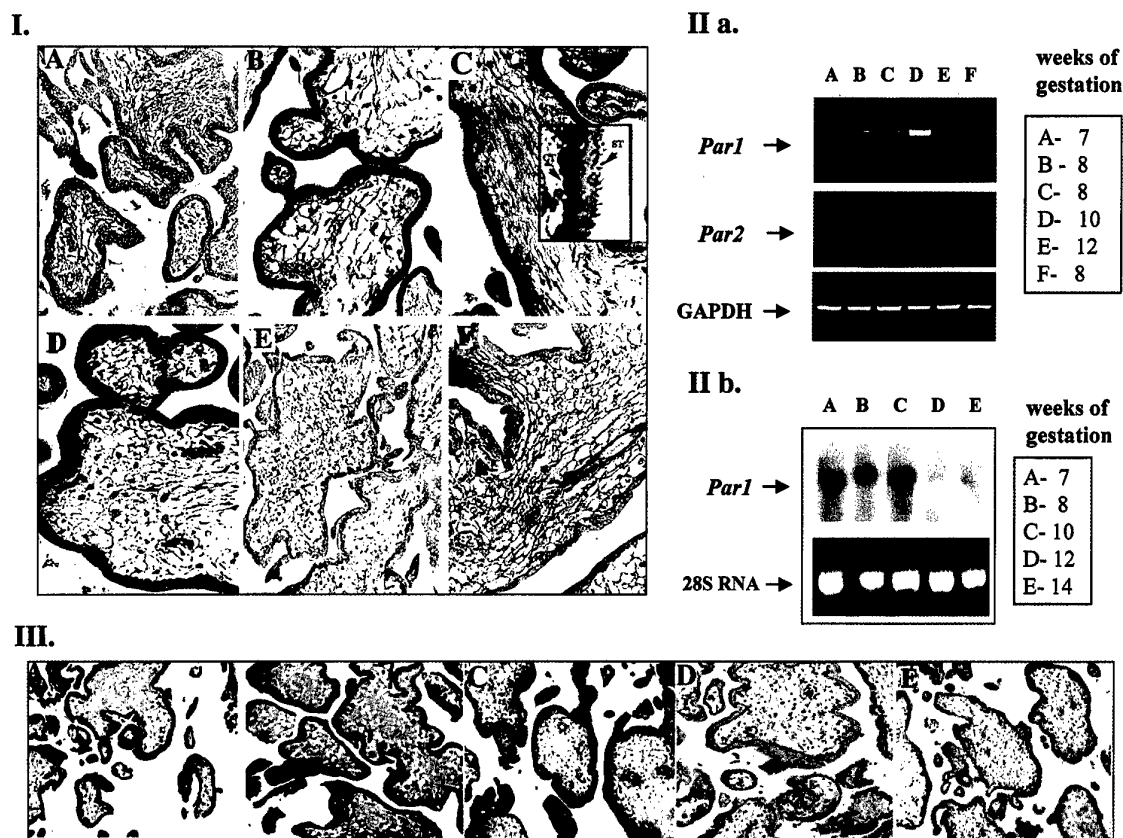 I.
A B C
ST
D E F
II a.
weeks of gestation
A B C D E F
Par1
Par2
GAPDH
A- 7
B - 8
C- 8
D- 10
E- 12
F- 8
II b.
weeks of gestation
A B C D E
Par1
28S RNA
A- 7
B- 8
C- 10
D- 12
E- 14
III.
A C D E